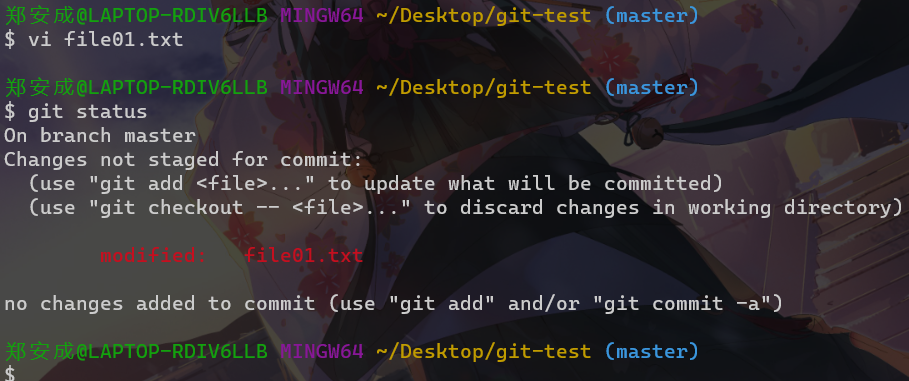 郑安成@LAPTOP-RDIV6LLB MINGW64 ~/Desktop/git-test (master)
$ vi file01.txt
郑安成@LAPTOP-RDIV6LLB MINGW64 ~/Desktop/git-test (master)
$ git status
On branch master
Changes not staged for commit:
  (use "git add <file>..." to update what will be committed)
  (use "git checkout -- <file>..." to discard changes in working directory)
        modified:   file01.txt
no changes added to commit (use "git add" and/or "git commit -a")
郑安成@LAPTOP-RDIV6LLB MINGW64 ~/Desktop/git-test (master)
$